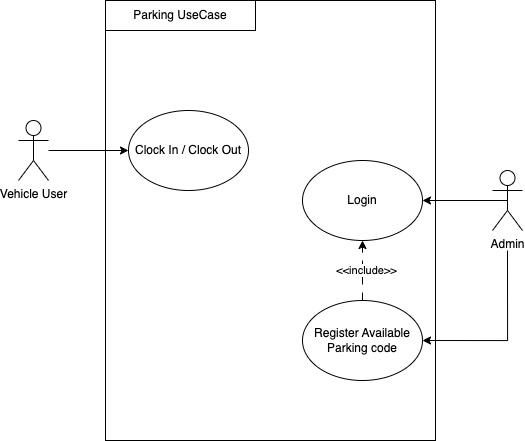 Parking UseCase
Clock In / Clock Out
Vehicle User
Login
Admin
<<include>>
Register Available
Parking code